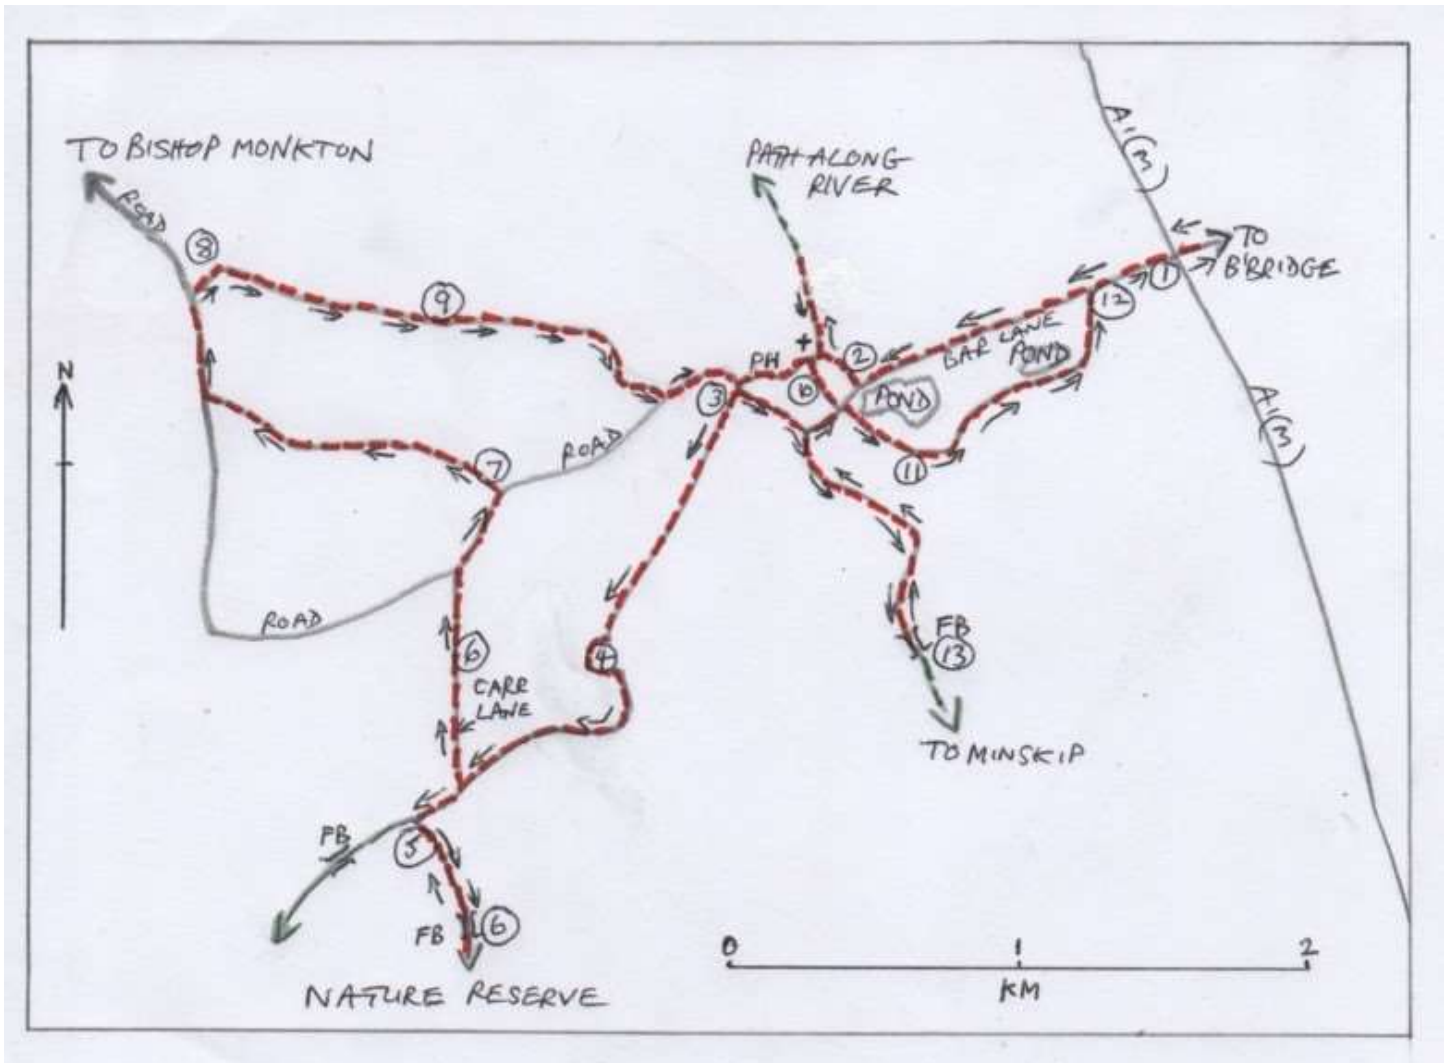 TO BISHOP MONKTON
ROAD
8
9
PATH ALONG
RIVER
A1(M)
TO
B'BRIDGE
1
12
BAR LANE
POND
2
PH
10
3
POND
A1(M)
N
ROAD
7
11
ROAD
6
4
FB
13
CARR
LANE
TO MINSKIP
FB
5
FB
6
NATURE RESERVE
0 1 2
KM